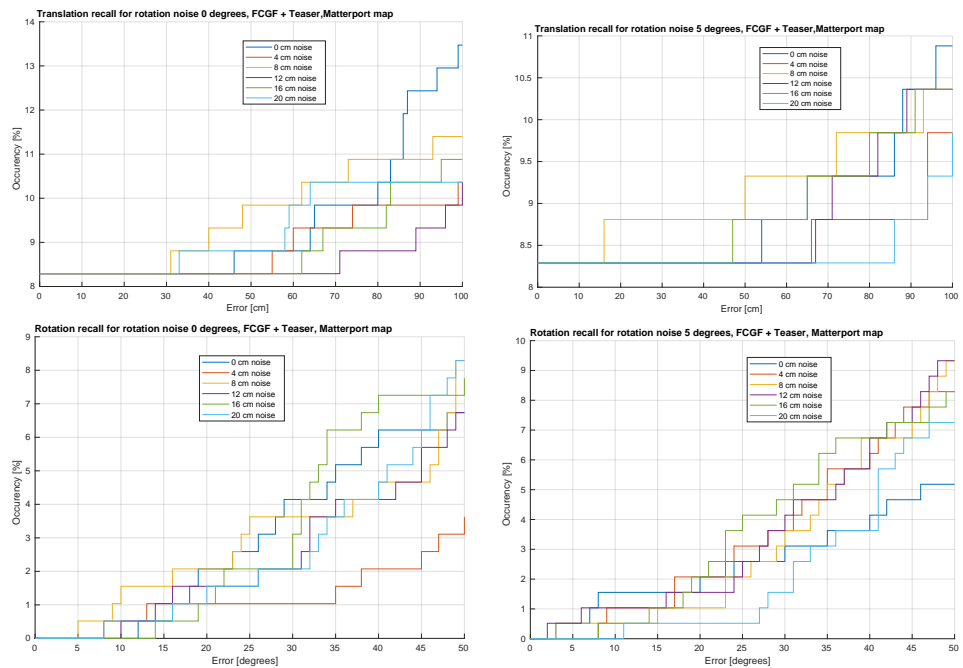 Translation recall for rotation noise 0 degrees, FCGF + Teaser,Matterport map
14
13
12
11
10
9
8
Occurency [%]
0 cm noise
4 cm noise
8 cm noise
12 cm noise
16 cm noise
20 cm noise
0 10 20 30 40 50 60 70 80 90 100
Error [cm]
Translation recall for rotation noise 5 degrees, FCGF + Teaser,Matterport map
11
10.5
10
9.5
9
8.5
8
Occurency [%]
0 cm noise
4 cm noise
8 cm noise
12 cm noise
16 cm noise
20 cm noise
0 10 20 30 40 50 60 70 80 90 100
Error [cm]
Rotation recall for rotation noise 0 degrees, FCGF + Teaser, Matterport map
9
8
7
6
5
4
3
2
1
0
Occurency [%]
0 cm noise
4 cm noise
8 cm noise
12 cm noise
16 cm noise
20 cm noise
0 5 10 15 20 25 30 35 40 45 50
Error [degrees]
Rotation recall for rotation noise 5 degrees, FCGF + Teaser, Matterport map
10
9
8
7
6
5
4
3
2
1
0
Occurency [%]
0 cm noise
4 cm noise
8 cm noise
12 cm noise
16 cm noise
20 cm noise
0 5 10 15 20 25 30 35 40 45 50
Error [degrees]